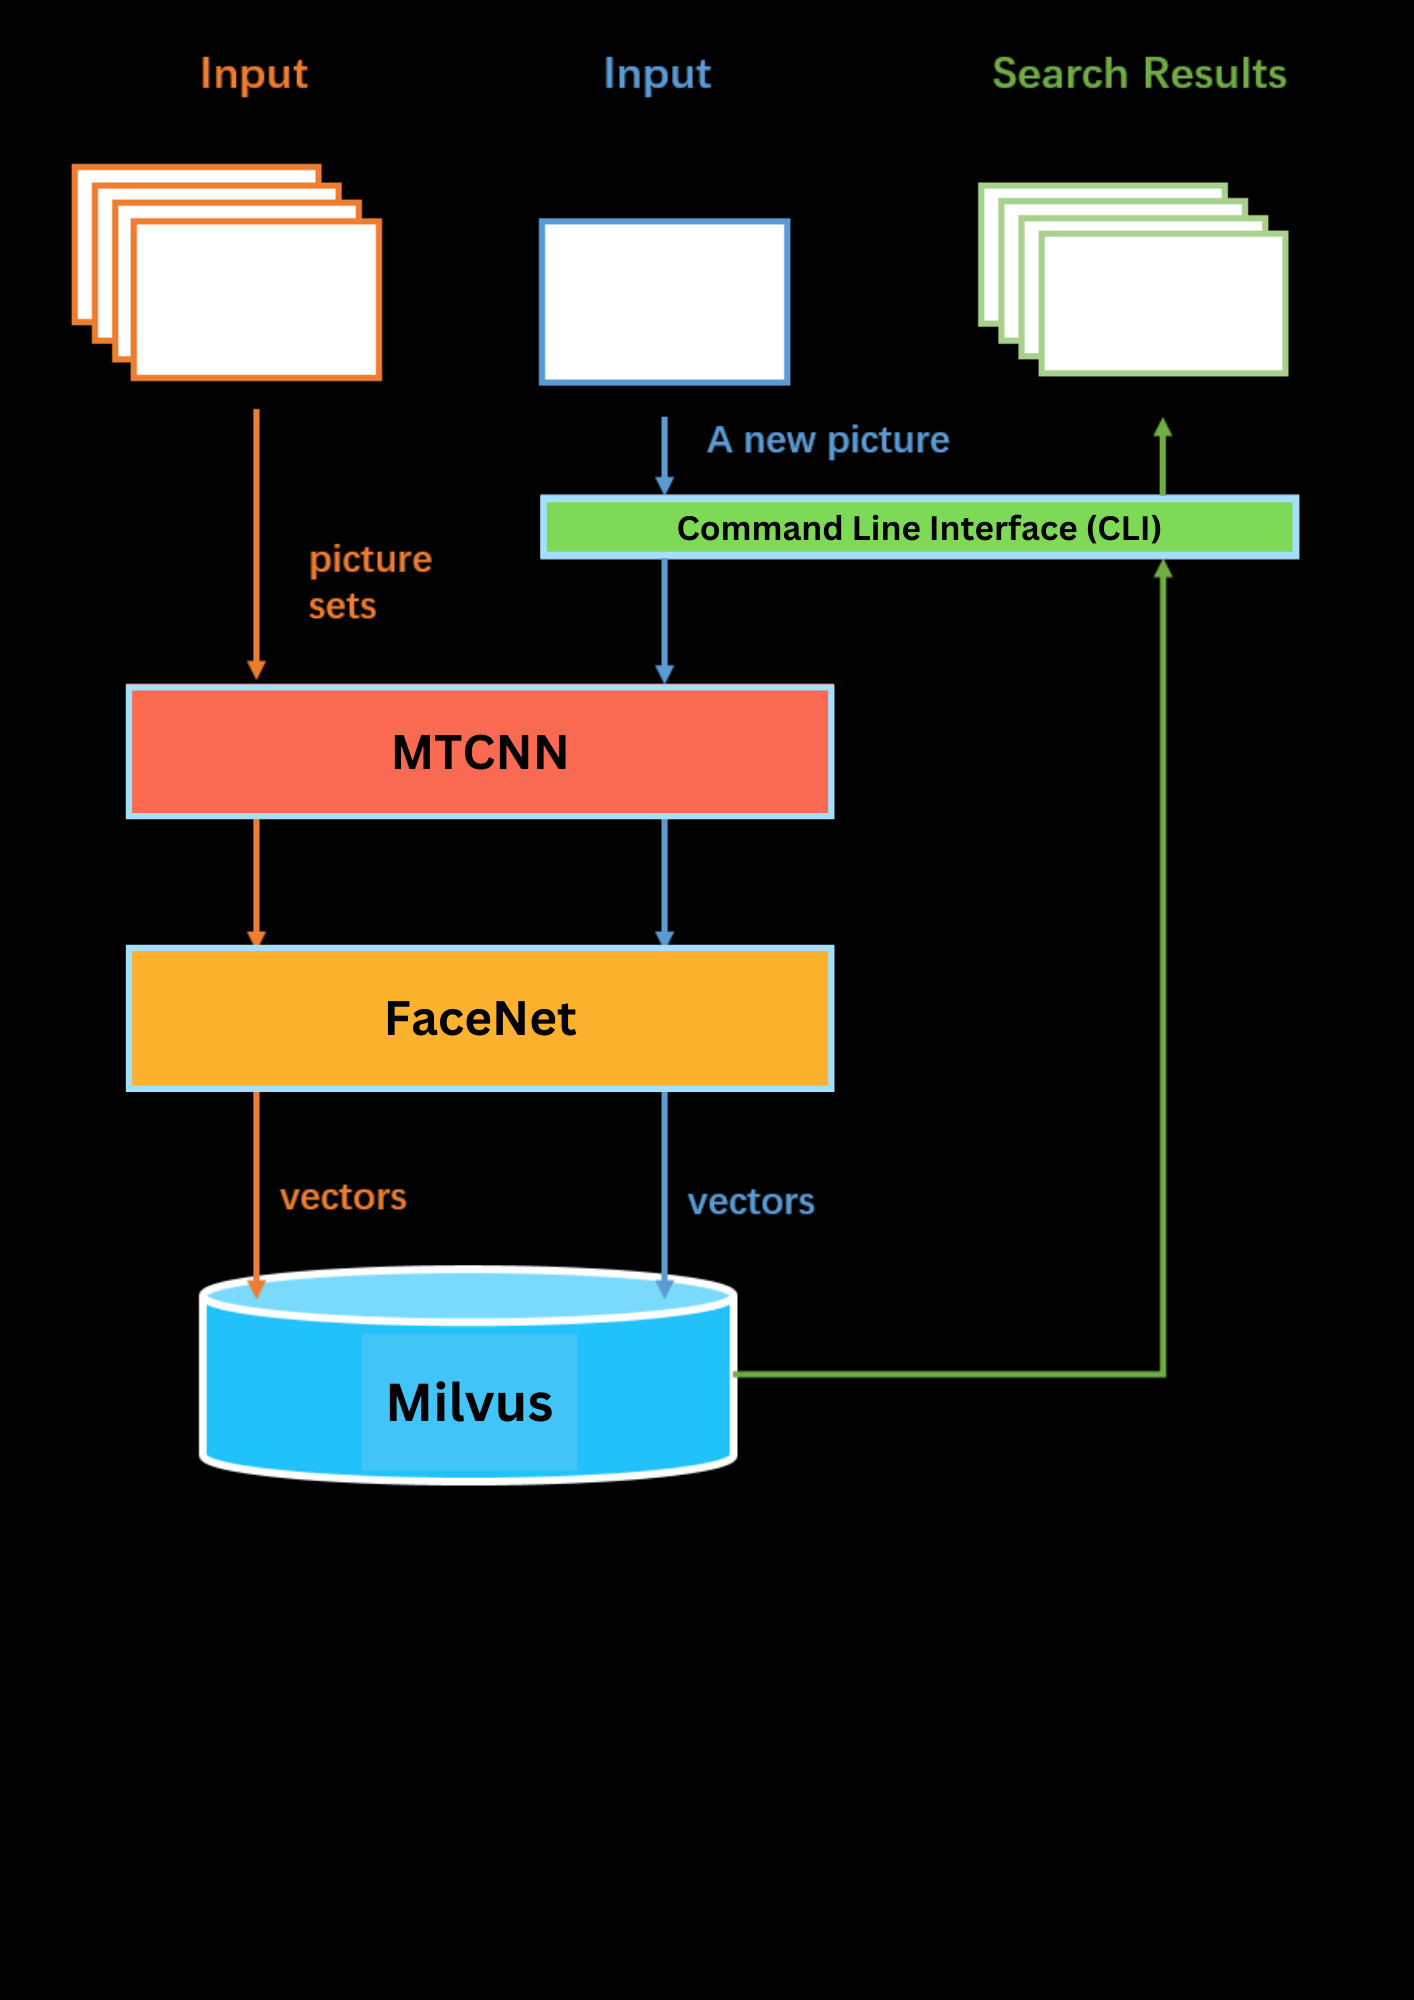 Input
Input
Search Results
A new picture
Command Line Interface (CLI)
picture
sets
MTCNN
FaceNet
vectors
vectors
Milvus